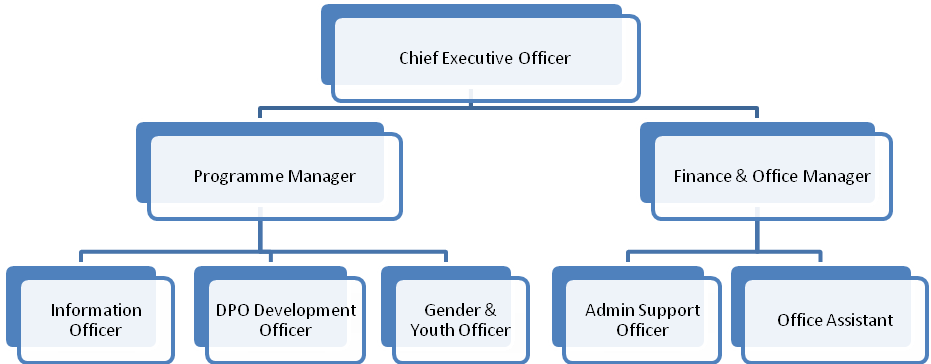 Chief Executive Officer
Programme Manager
Finance & Office Manager
Information
Officer
DPO Development
Officer
Gender &
Youth Officer
Admin Support
Officer
Office Assistant